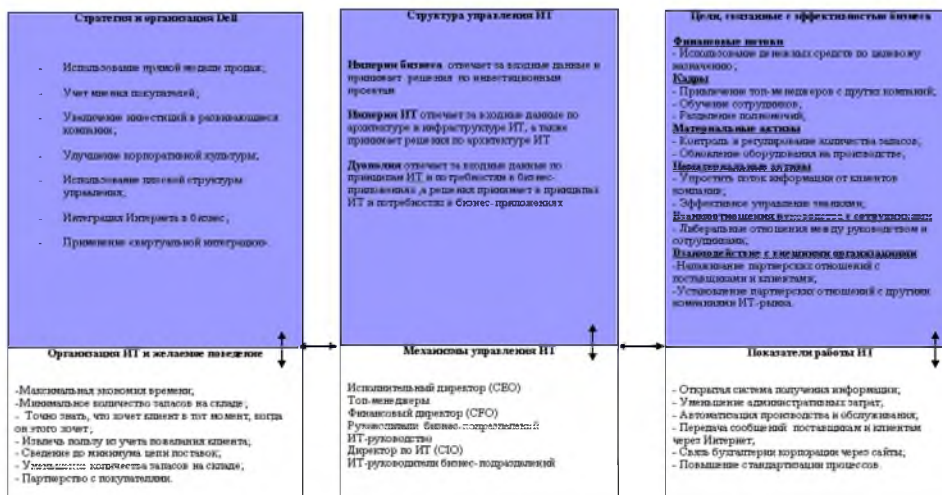 Стратегия и организация Dell
- Использование прямой модели продаж;
- Учет мнения покупателей;
- Увеличение инвестиций в развивающиеся
компании;
- Улучшение корпоративной культуры;
- Использование плоской структуры
управления;
- Интеграция Интернета в бизнес;
- Применение «виртуальной интеграции».
Структура управления ИТ
Империя бизнеса отвечает за входные данные и
принимает решения по инвестиционным
проектам
Империя ИТ отвечает за входные данные по
архитектуре и инфраструктуре ИТ, а также
принимает решения по архитектуре ИТ
Дуополия отвечает за входные данные по
принципам ИТ и потребностям в бизнес-
приложениях ,а решения принимает в принципах
ИТ и потребностях в бизнес-приложениях
Цели, связанные с эффективностью бизнеса
Финансовые потоки
- Использование денежных средств по целевому
назначению;
Кадры
- Привлечение топ-менеджеров с других компаний;
- Обучение сотрудников;
- Разделение полномочий;
Материальные активы
- Контроль и регулирование количества запасов;
- Обновление оборудования на производстве;
Нематериальные активы
- Упростить поток информации от клиентов
компании;
- Эффективное управление знаниями;
Взаимоотношения руководства с сотрудниками
- Либеральные отношения между руководством и
сотрудниками;
Взаимодействие с внешними организациями
-Налаживание партнерских отношений с
поставщиками и клиентами;
-Установление партнерских отношений с другими
компаниями ИТ-рынка.
Организация ИТ и желаемое поведение
-Максимальная экономия времени;
-Минимальное количество запасов на складе;
- Точно знать, что хочет клиент в тот момент, когда
он этого хочет;
- Извлечь пользу из учета поведения клиента;
- Сведение до минимума цепи поставок;
- Уменьшение количества запасов на складе;
- Партнерство с покупателями.
Механизмы управления ИТ
Исполнительный директор (CEO)
Топ-менеджеры
Финансовый директор (CFO)
Руководители бизнес-подразделений
ИТ-руководство
Директор по ИТ (CIO)
ИТ-руководители бизнес-подразделений
Показатели работы ИТ
- Открытая система получения информации;
- Уменьшение административных затрат;
- Автоматизация производства и обслуживания;
- Передача сообщений поставщикам и клиентам
через Интернет;
- Связь бухгалтерии корпорации через сайты;
- Повышение стандартизации процессов.